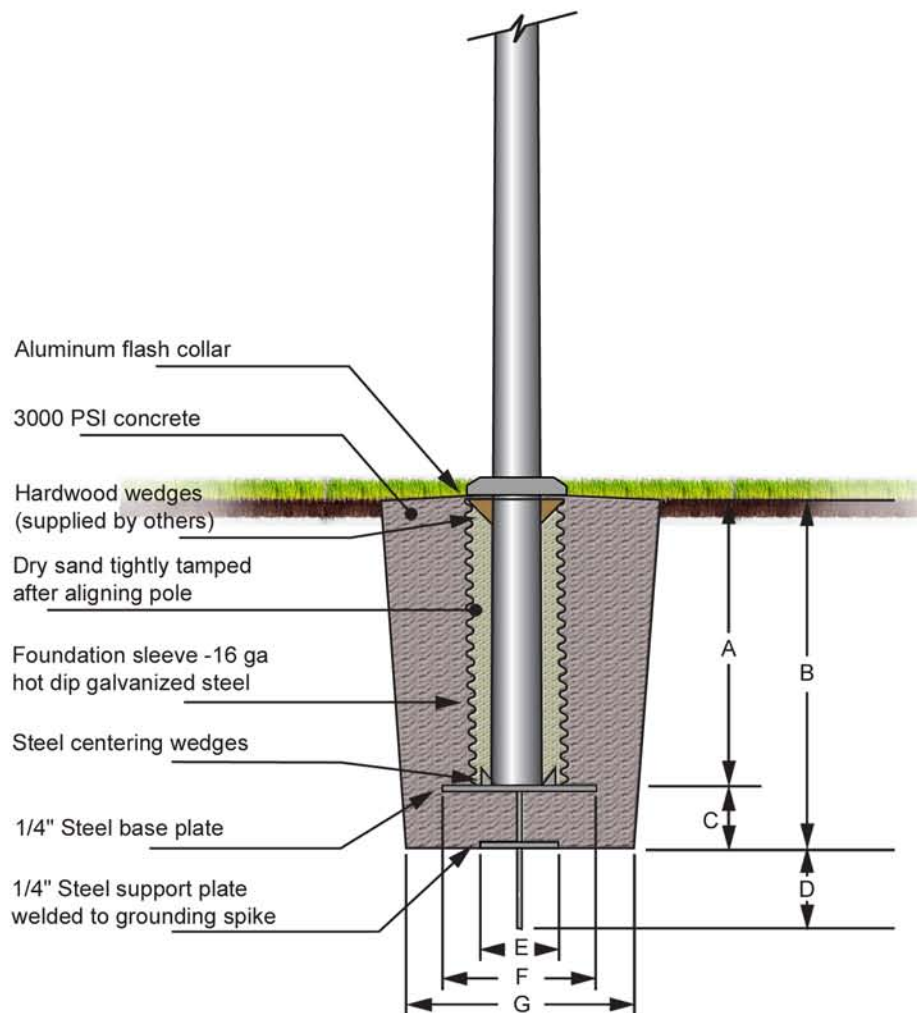 Aluminum flash collar
3000 PSI concrete
Hardwood wedges
(supplied by others)
Dry sand tightly tamped
after aligning pole
Foundation sleeve -16 ga
hot dip galvanized steel
Steel centering wedges
1/4" Steel base plate
1/4" Steel support plate
welded to grounding spike
A
B
C
D
E
F
G